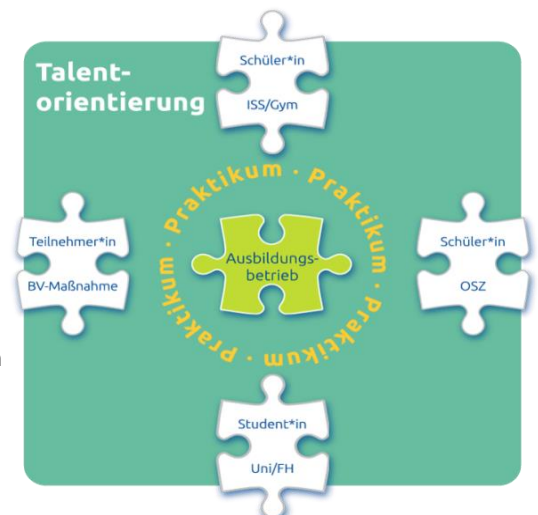 Talent-
orientierung
Schüler*in
ISS/Gym
Praktikum · Praktikum · Praktikum · Praktikum ·
Teilnehmer*in
BV-Maßnahme
Ausbildungs-
betrieb
Schüler*in
OSZ
Student*in
Uni/FH